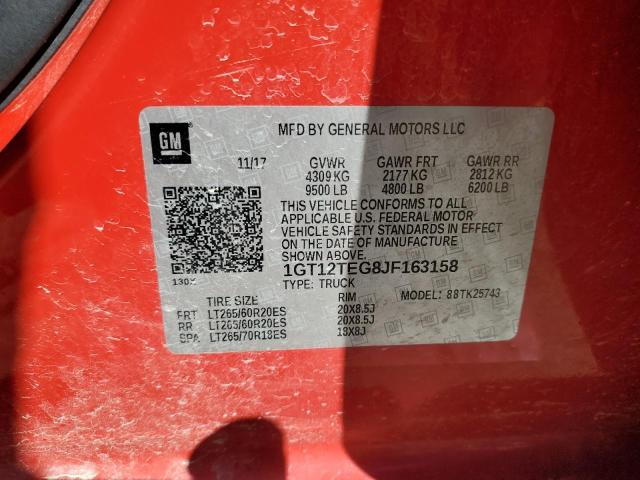 GM
MFD BY GENERAL MOTORS LLC
11/17 GVWR GAWR FRT GAWR RR
4309 KG 2177 KG 2812 KG
9500 LB 4800 LB 6200 LB
THIS VEHICLE CONFORMS TO ALL
APPLICABLE U.S. FEDERAL MOTOR
VEHICLE SAFETY STANDARDS IN EFFECT
ON THE DATE OF MANUFACTURE
SHOWN ABOVE.
1GT12TEG8JF163158
TYPE: TRUCK MODEL:
TIRE SIZE RIM
FRT LT265/60R20ES 20X8.5J
RR LT265/60R20ES 20X8.5J
SPA LT265/70R18ES 18X8J